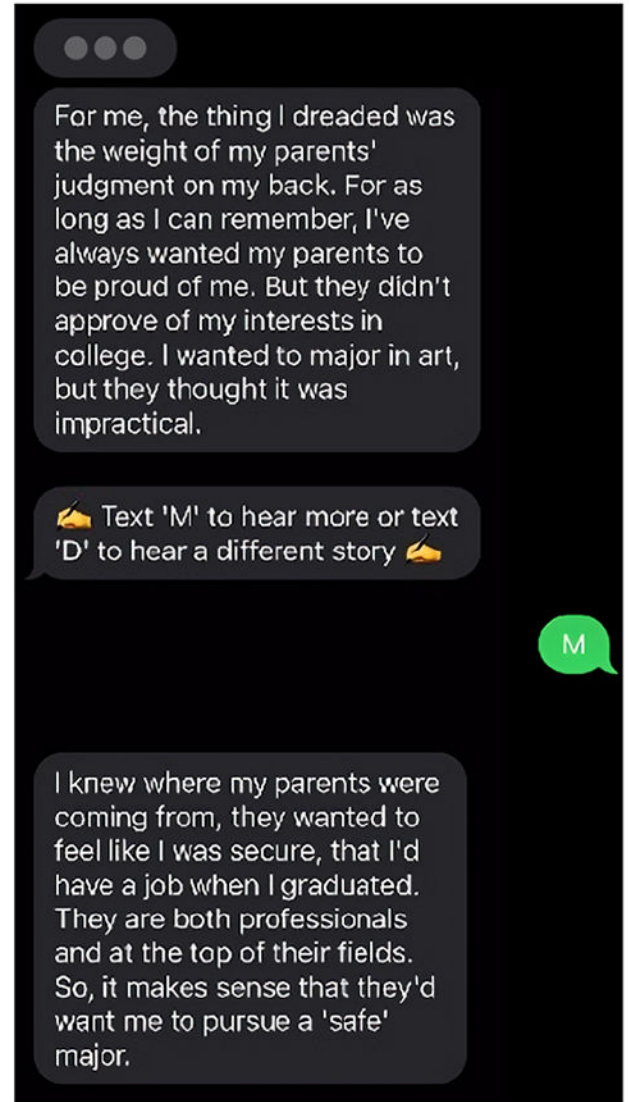 For me, the thing I dreaded was
the weight of my parents'
judgment on my back. For as
long as I can remember, I've
always wanted my parents to
be proud of me. But they didn't
approve of my interests in
college. I wanted to major in art,
but they thought it was
impractical.
✍️ Text 'M' to hear more or text
'D' to hear a different story ✍️
M
I knew where my parents were
coming from, they wanted to
feel like I was secure, that I'd
have a job when I graduated.
They are both professionals
and at the top of their fields.
So, it makes sense that they'd
want me to pursue a 'safe'
major.